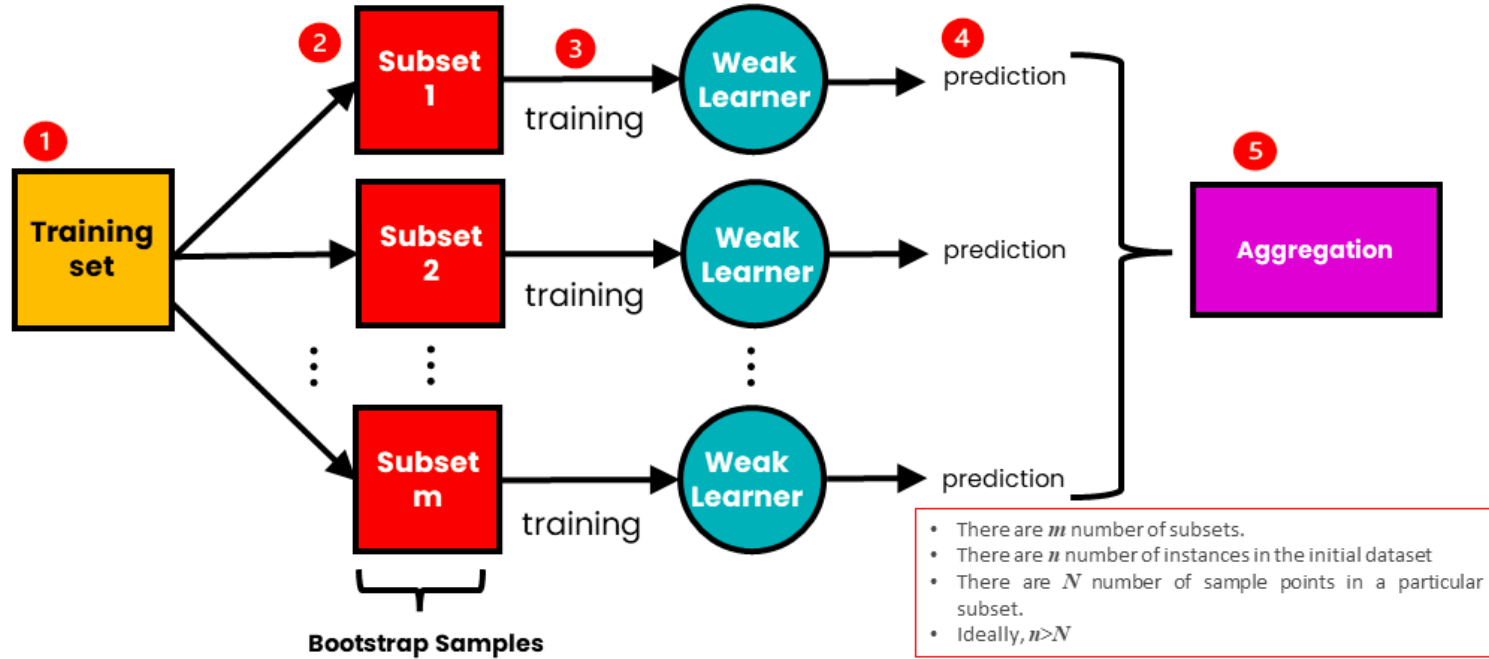 1
Training
set
2
Subset
1
3
training
Weak
Learner
4
prediction
Subset
2
training
Weak
Learner
prediction
Subset
m
training
Weak
Learner
prediction
Bootstrap Samples
5
Aggregation
• There are m number of subsets.
• There are n number of instances in the initial dataset
• There are N number of sample points in a particular
subset.
• Ideally, n>N